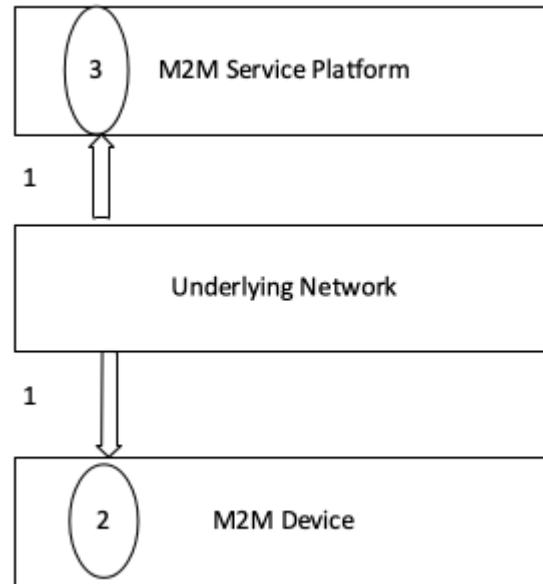 3 M2M Service Platform
1
Underlying Network
1
2 M2M Device